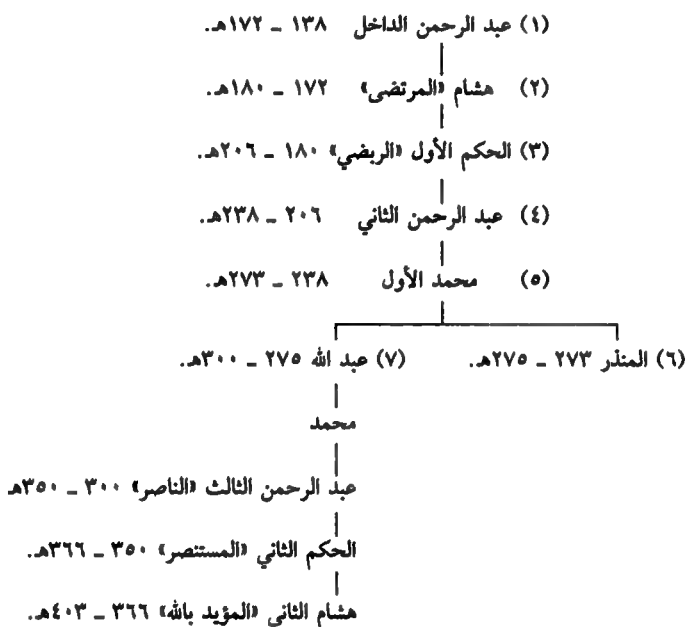 (١) عبد الرحمن الداخل ١٣٨ - ١٧٢هـ.
(٢) هشام «المرتضى» ١٧٢ - ١٨٠هـ.
(٣) الحكم الأول «الربضي» ١٨٠ - ٢٠٦هـ.
(٤) عبد الرحمن الثاني ٢٠٦ - ٢٣٨هـ.
(٥) محمد الأول ٢٣٨ - ٢٧٣هـ.
(٦) المنذر ٢٧٣ - ٢٧٥هـ. (٧) عبد الله ٢٧٥ - ٣٠٠هـ.
محمد
عبد الرحمن الثالث «الناصر» ٣٠٠ - ٣٥٠هـ
الحكم الثاني «المستنصر» ٣٥٠ - ٣٦٦هـ.
هشام الثاني «المؤيد بالله» ٣٦٦ - ٤٠٣هـ.